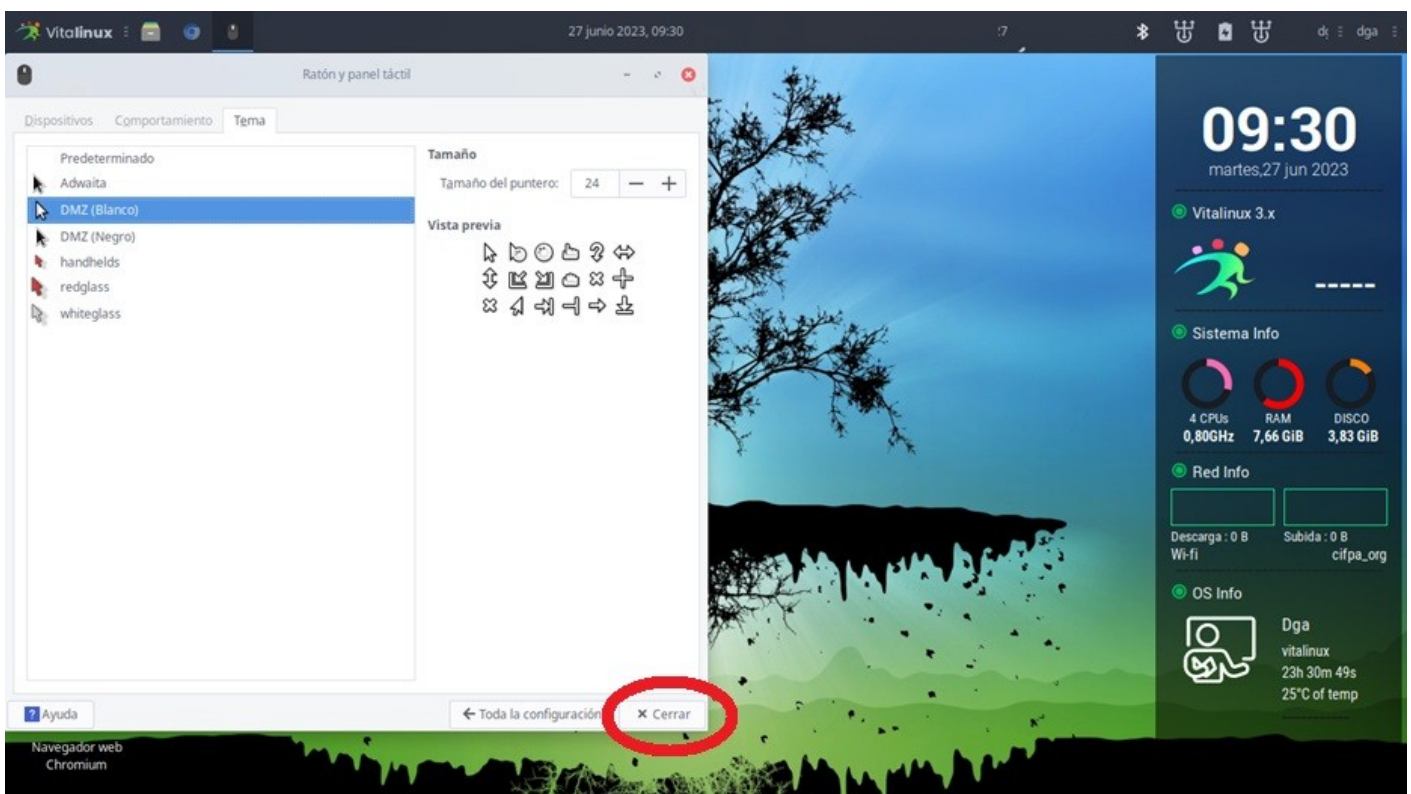 Vitalinux
27 junio 2023, 09:30
:7
dga
Ratón y panel táctil
Dispositivos Comportamiento Tema
Predeterminado
Adwaita
DMZ (Blanco)
DMZ (Negro)
handhelds
redglass
whiteglass
Tamaño
Tamaño del puntero: 24 — +
Vista previa
? Ayuda
Toda la configuración
Cerrar
Navegador web
Chromium
09:30
martes,27 jun 2023
Vitalinux 3.x
-----
Sistema Info
4 CPUs RAM DISCO
0,80GHz 7,66 GiB 3,83 GiB
Red Info
Descarga : 0 B Subida : 0 B
Wi-fi cifpa_org
OS Info
Dga
vitalinux
23h 30m 49s
25°C of temp